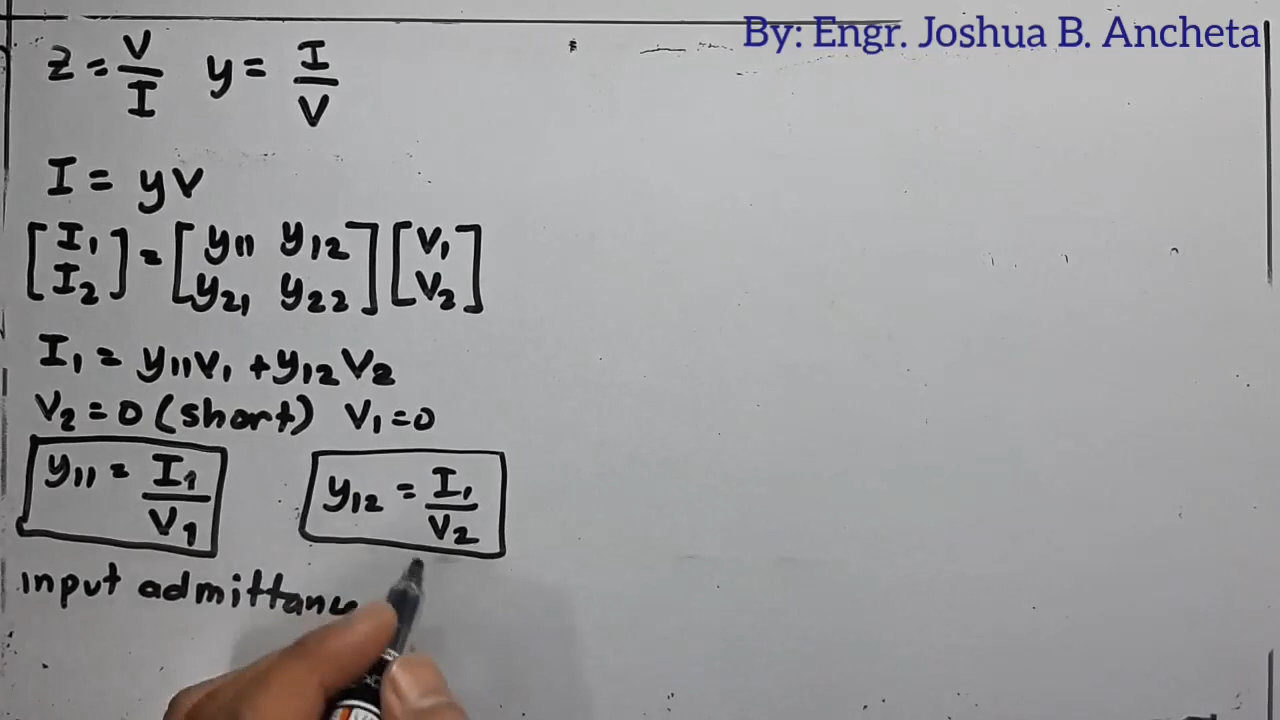 By: Engr. Joshua B. Ancheta
z = V/I y = I/V
I = yV
[I₁ I₂] = [y₁₁ y₁₂ y₂₁ y₂₂] [V₁ V₂]
I₁ = y₁₁V₁ + y₁₂V₂
V₂ = 0 (short) V₁ = 0
y₁₁ = I₁/V₁ y₁₂ = I₁/V₂
input admittance